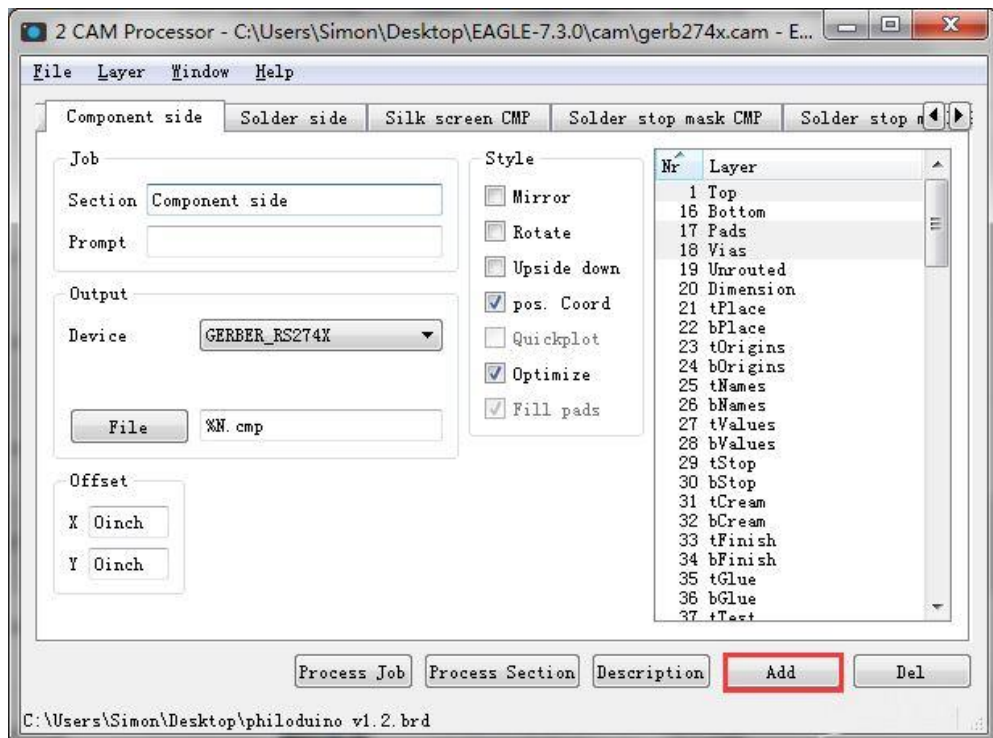 2 CAM Processor - C:\Users\Simon\Desktop\EAGLE-7.3.0\cam\gerb274x.cam - E...
File Layer Window Help
Component side
Solder side
Silk screen CMP
Solder stop mask CMP
Solder stop
Job
Section Component side
Prompt
Output
Device GERBER_RS274X
File %N.cmp
Offset
X 0inch
Y 0inch
Style
Mirror
Rotate
Upside down
pos. Coord
Quickplot
Optimize
Fill pads
Nr Layer
1 Top
16 Bottom
17 Pads
18 Vias
19 Unrouted
20 Dimension
21 tPlace
22 bPlace
23 tOrigins
24 bOrigins
25 tNames
26 bNames
27 tValues
28 bValues
29 tStop
30 bStop
31 tCream
32 bCream
33 tFinish
34 bFinish
35 tGlue
36 bGlue
37 tTest
Process Job
Process Section
Description
Add
Del
C:\Users\Simon\Desktop\philoduino v1.2.brd